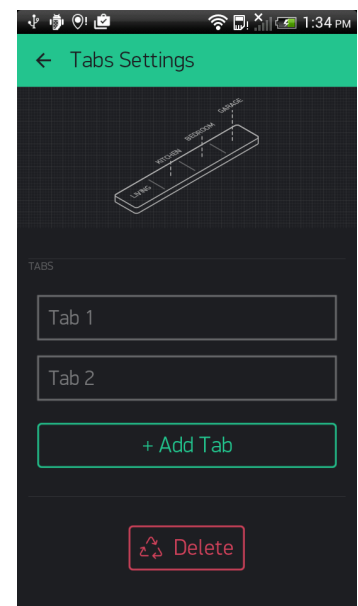 1:34 PM
Tabs Settings
GARAGE
BEDROOM
KITCHEN
LIVING
TABS
Tab 1
Tab 2
+ Add Tab
Delete